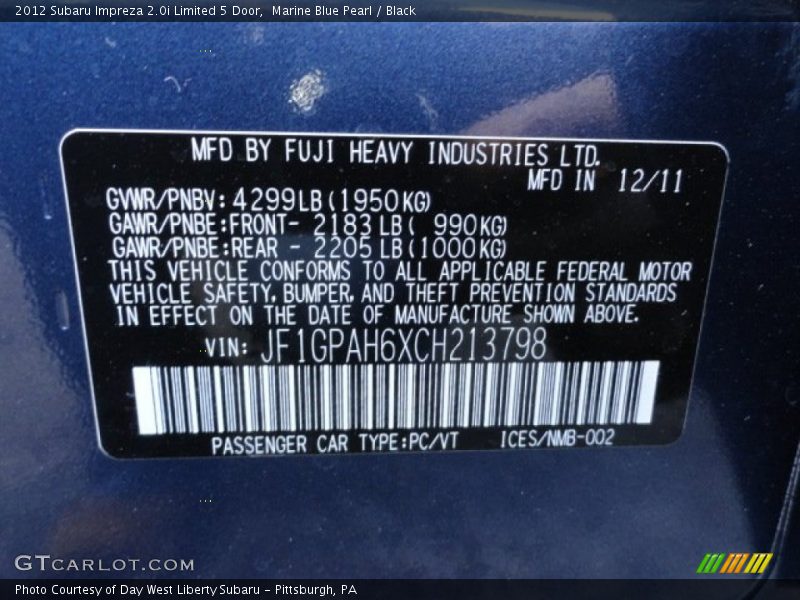 2012 Subaru Impreza 2.0i Limited 5 Door,  Marine Blue Pearl / Black
MFD BY FUJI HEAVY INDUSTRIES LTD.
MFD IN 12/11
GVWR/PNBV: 4299LB(1950KG)
GAWR/PNBE:FRONT- 2183LB( 990KG)
GAWR/PNBE:REAR - 2205LB(1000KG)
THIS VEHICLE CONFORMS TO ALL APPLICABLE FEDERAL MOTOR
VEHICLE SAFETY, BUMPER, AND THEFT PREVENTION STANDARDS
IN EFFECT ON THE DATE OF MANUFACTURE SHOWN ABOVE.
VIN: JF1GPAH6XCH213798
PASSENGER CAR TYPE:PC/VT ICES/NMB-002
GTCARLOT.COM
Photo Courtesy of Day West Liberty Subaru - Pittsburgh, PA